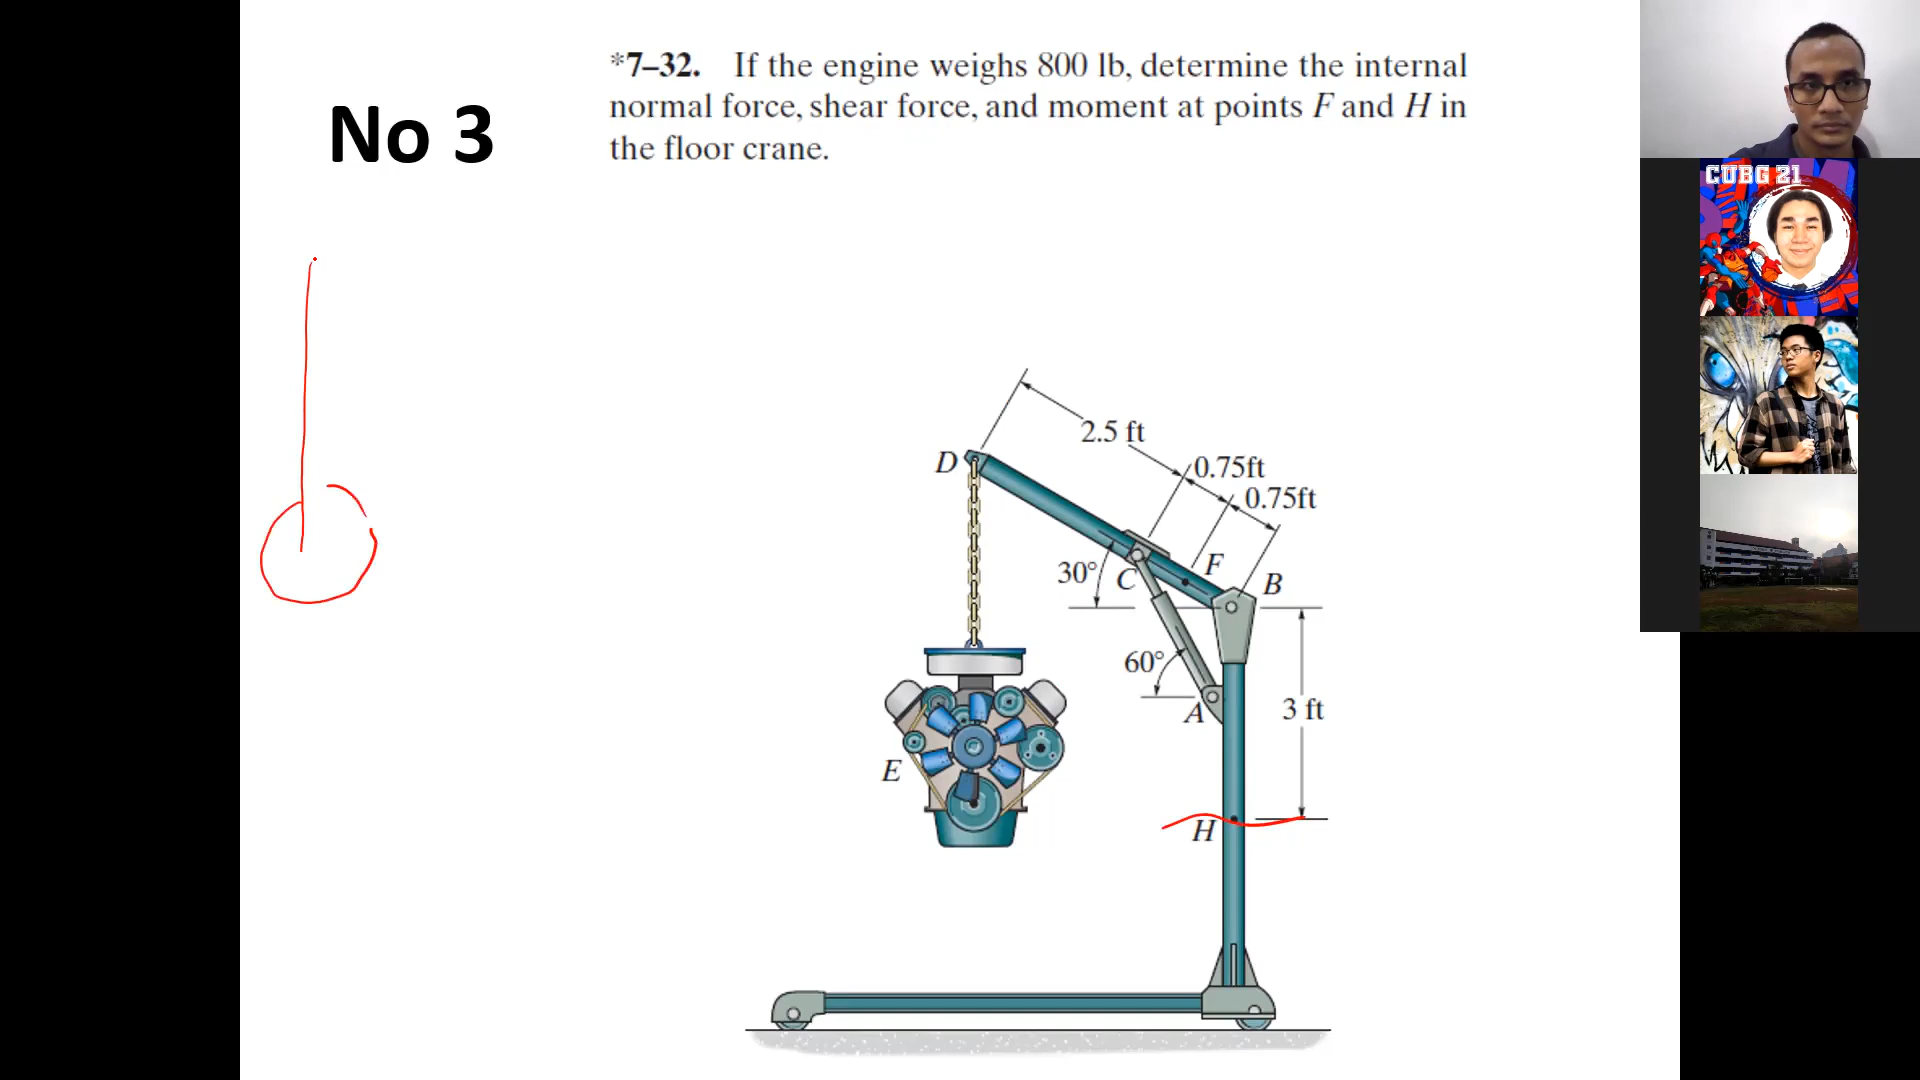 No 3
*7–32. If the engine weighs 800 lb, determine the internal
normal force, shear force, and moment at points F and H in
the floor crane.
CUBG 21
2.5 ft
D
0.75ft
0.75ft
F
30°
C
B
60°
A
3 ft
E
H